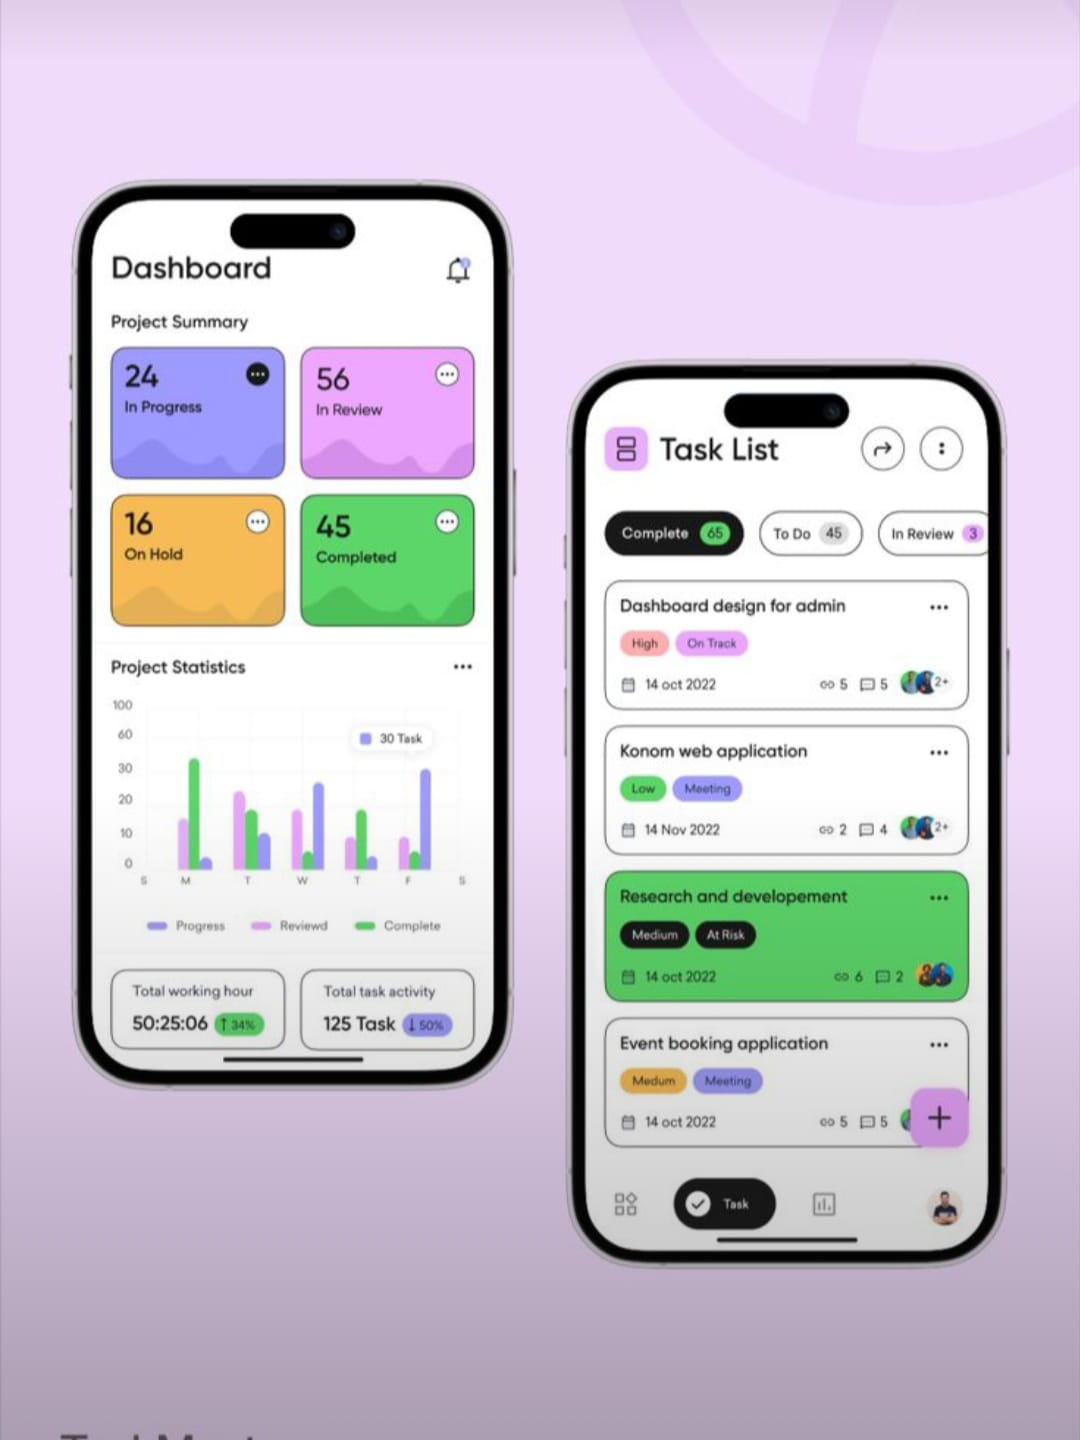 Dashboard
Project Summary
24
In Progress
56
In Review
16
On Hold
45
Completed
Project Statistics
100
60
30
20
10
0
30 Task
S M T W T F S
Progress Reviewd Complete
Total working hour
50:25:06 ↑ 34%
Total task activity
125 Task ↓ 50%
Task List
Complete 65 To Do 45 In Review 3
Dashboard design for admin
High On Track
14 oct 2022 5 5 2+
Konom web application
Low Meeting
14 Nov 2022 2 4 2+
Research and developement
Medium At Risk
14 oct 2022 6 2
Event booking application
Medum Meeting
14 oct 2022 5 5
+
Task